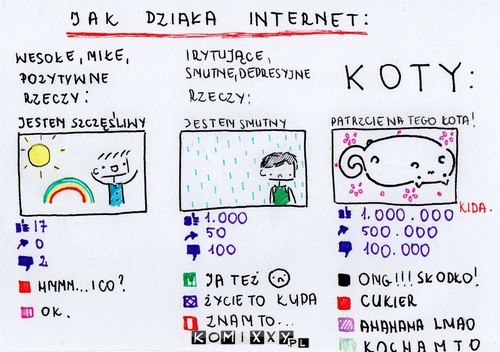 JAK DZIAŁA INTERNET:
WESOŁE, MIŁE,
POZYTYWNE
RZECZY:
JESTEM SZCZĘŚLIWY
17
0
2
HMMM...I CO?
OK.
IRYTUJĄCE,
SMUTNE, DEPRESYJNE
RZECZY:
JESTEM SMUTNY
1.000
50
100
JA TEŻ
ŻYCIE TO KUDA
ZNAM TO...
KOTY:
PATRZCIE NA TEGO KOTA!
KIDA.
1.000.000
500.000
100.000
OMG!!! SŁODKO!
CUKIER
AHAHAHA LMAO
KOCHAM TO
KOMIXXY.PL